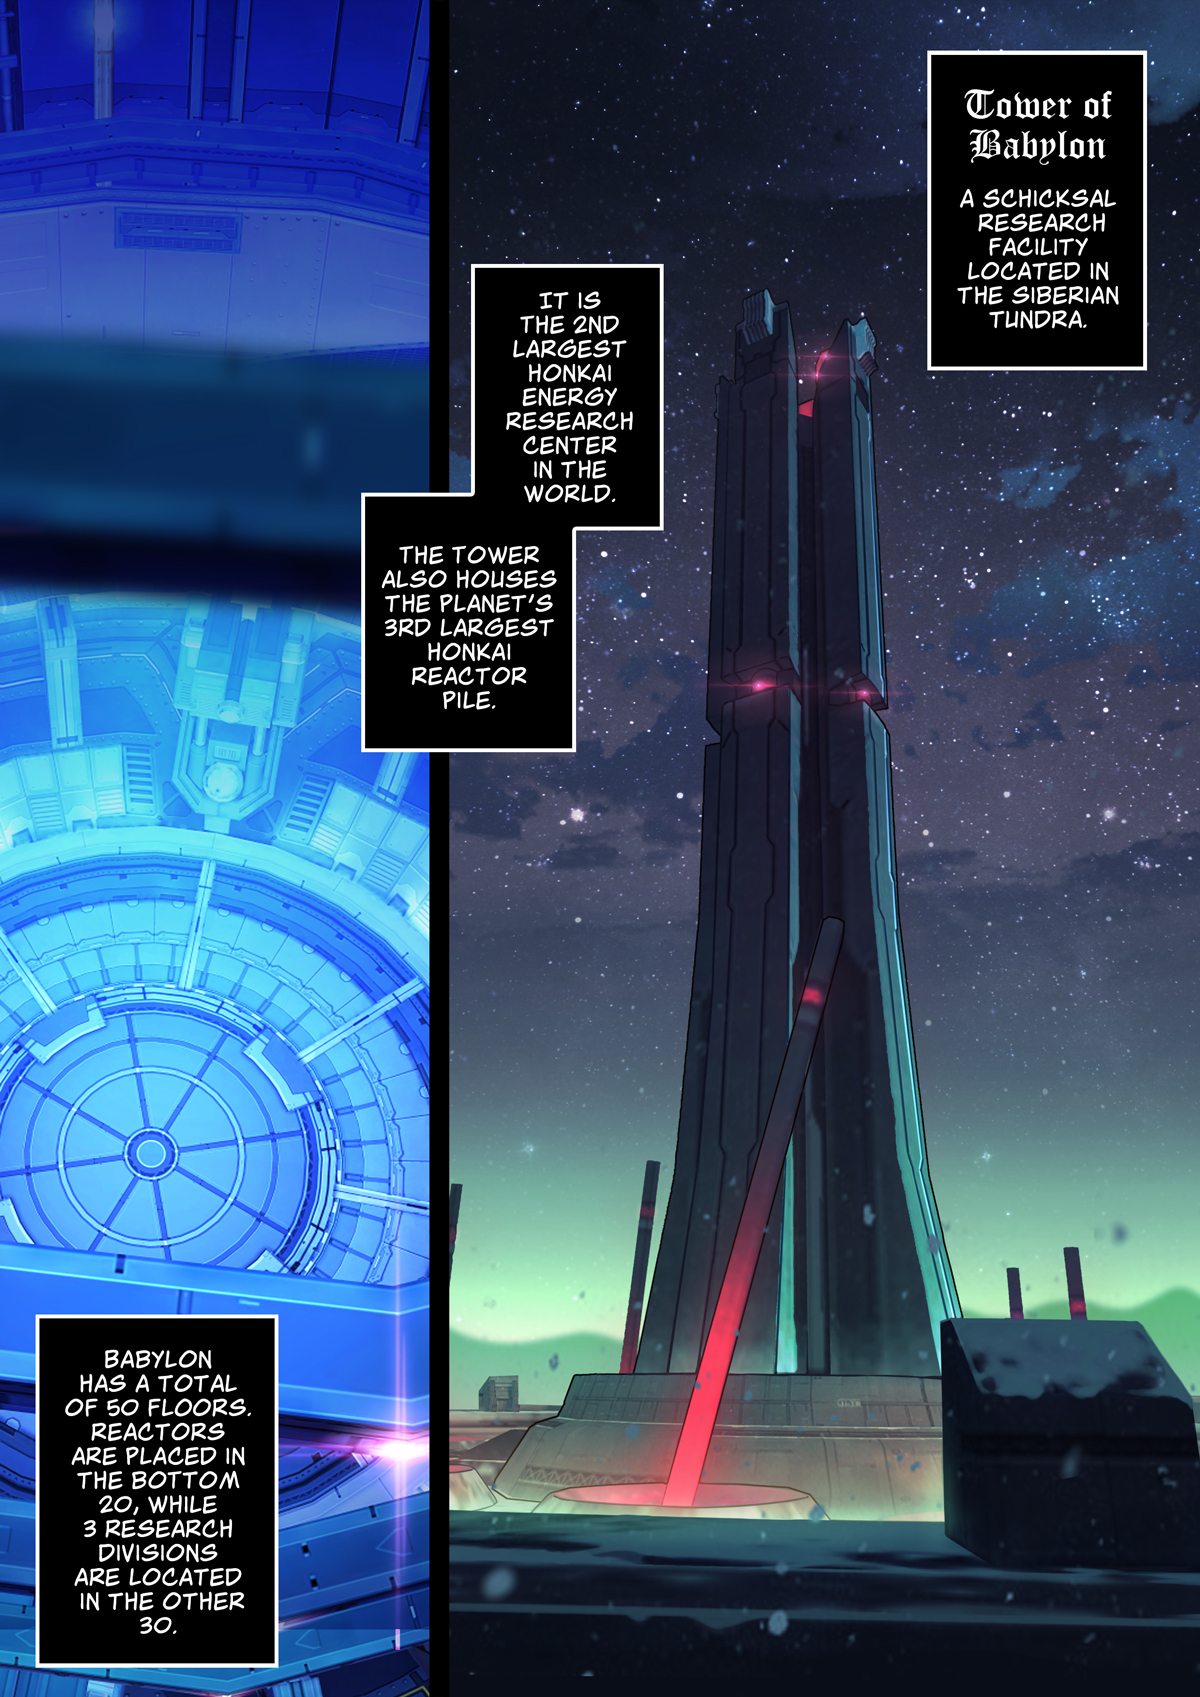 Tower of
Babylon
A SCHICKSAL
RESEARCH
FACILITY
LOCATED IN
THE SIBERIAN
TUNDRA.
IT IS
THE 2ND
LARGEST
HONKAI
ENERGY
RESEARCH
CENTER
IN THE
WORLD.
THE TOWER
ALSO HOUSES
THE PLANET'S
3RD LARGEST
HONKAI
REACTOR
PILE.
BABYLON
HAS A TOTAL
OF 50 FLOORS.
REACTORS
ARE PLACED IN
THE BOTTOM
20, WHILE
3 RESEARCH
DIVISIONS
ARE LOCATED
IN THE OTHER
30.